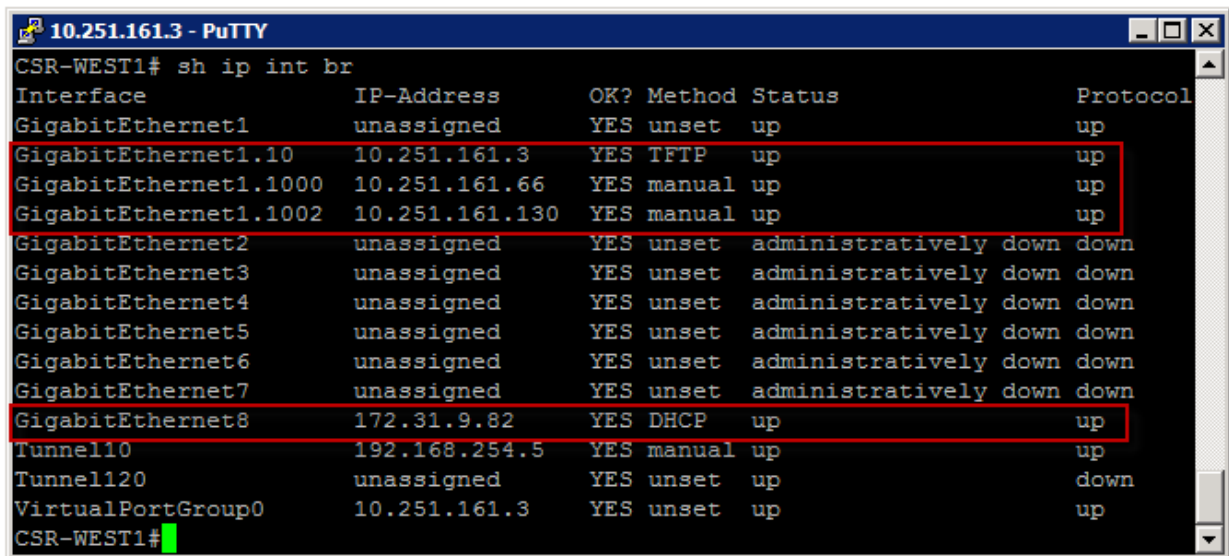 10.251.161.3 - PuTTY
CSR-WEST1# sh ip int br
Interface IP-Address OK? Method Status Protocol
GigabitEthernet1 unassigned YES unset up up
GigabitEthernet1.10 10.251.161.3 YES TFTP up up
GigabitEthernet1.1000 10.251.161.66 YES manual up up
GigabitEthernet1.1002 10.251.161.130 YES manual up up
GigabitEthernet2 unassigned YES unset administratively down down
GigabitEthernet3 unassigned YES unset administratively down down
GigabitEthernet4 unassigned YES unset administratively down down
GigabitEthernet5 unassigned YES unset administratively down down
GigabitEthernet6 unassigned YES unset administratively down down
GigabitEthernet7 unassigned YES unset administratively down down
GigabitEthernet8 172.31.9.82 YES DHCP up up
Tunnel10 192.168.254.5 YES manual up up
Tunnel120 unassigned YES unset up down
VirtualPortGroup0 10.251.161.3 YES unset up up
CSR-WEST1#